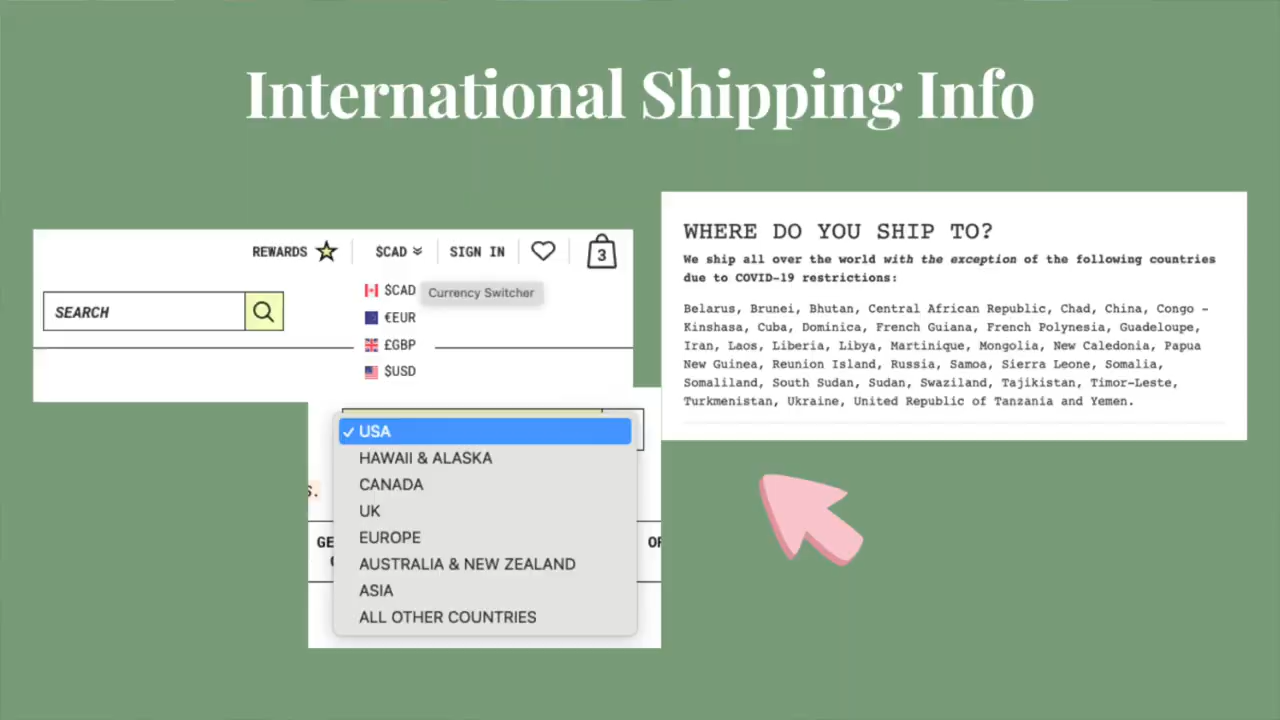 International Shipping Info
REWARDS
$CAD
SIGN IN
3
$CAD
Currency Switcher
SEARCH
€EUR
£GBP
$USD
WHERE DO YOU SHIP TO?
We ship all over the world with the exception of the following countries
due to COVID-19 restrictions:
Belarus, Brunei, Bhutan, Central African Republic, Chad, China, Congo -
Kinshasa, Cuba, Dominica, French Guiana, French Polynesia, Guadeloupe,
Iran, Laos, Liberia, Libya, Martinique, Mongolia, New Caledonia, Papua
New Guinea, Reunion Island, Russia, Samoa, Sierra Leone, Somalia,
Somaliland, South Sudan, Sudan, Swaziland, Tajikistan, Timor-Leste,
Turkmenistan, Ukraine, United Republic of Tanzania and Yemen.
USA
HAWAII & ALASKA
CANADA
UK
EUROPE
AUSTRALIA & NEW ZEALAND
ASIA
ALL OTHER COUNTRIES